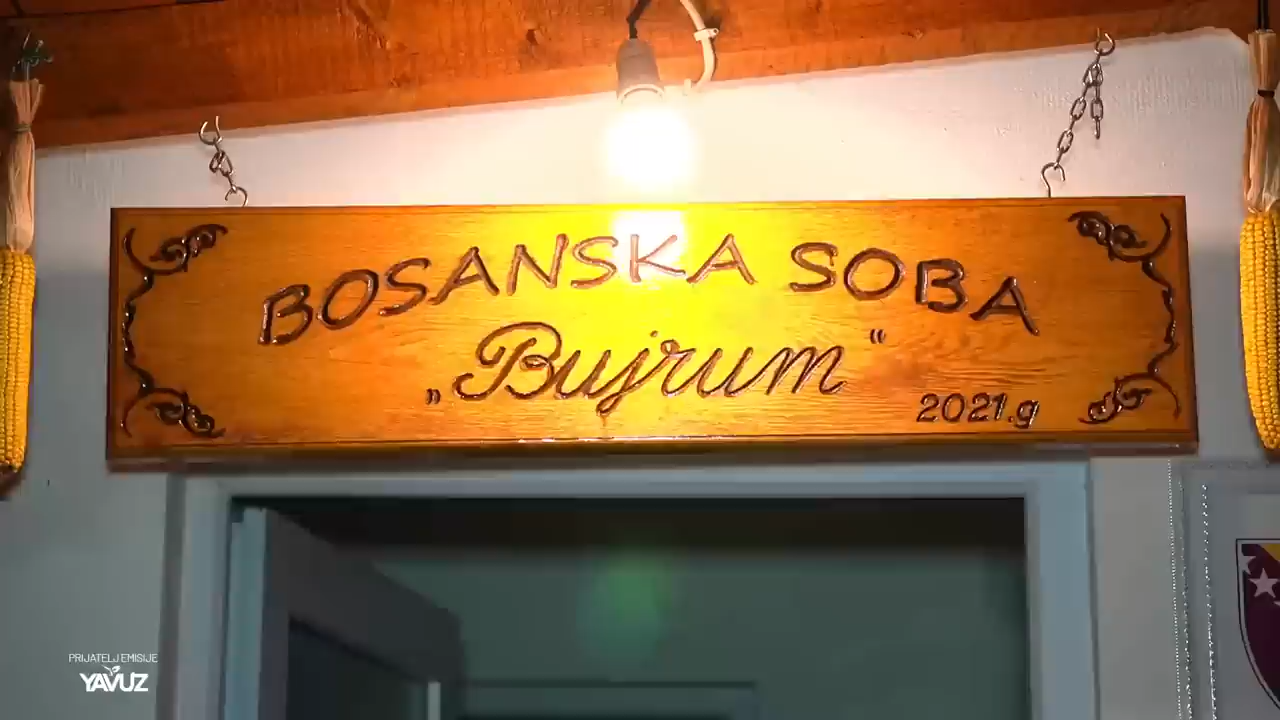 BOSANSKA SOBA
„Bujrum“
2021.g
PRIJATELJ EMISIJE
YAVUZ